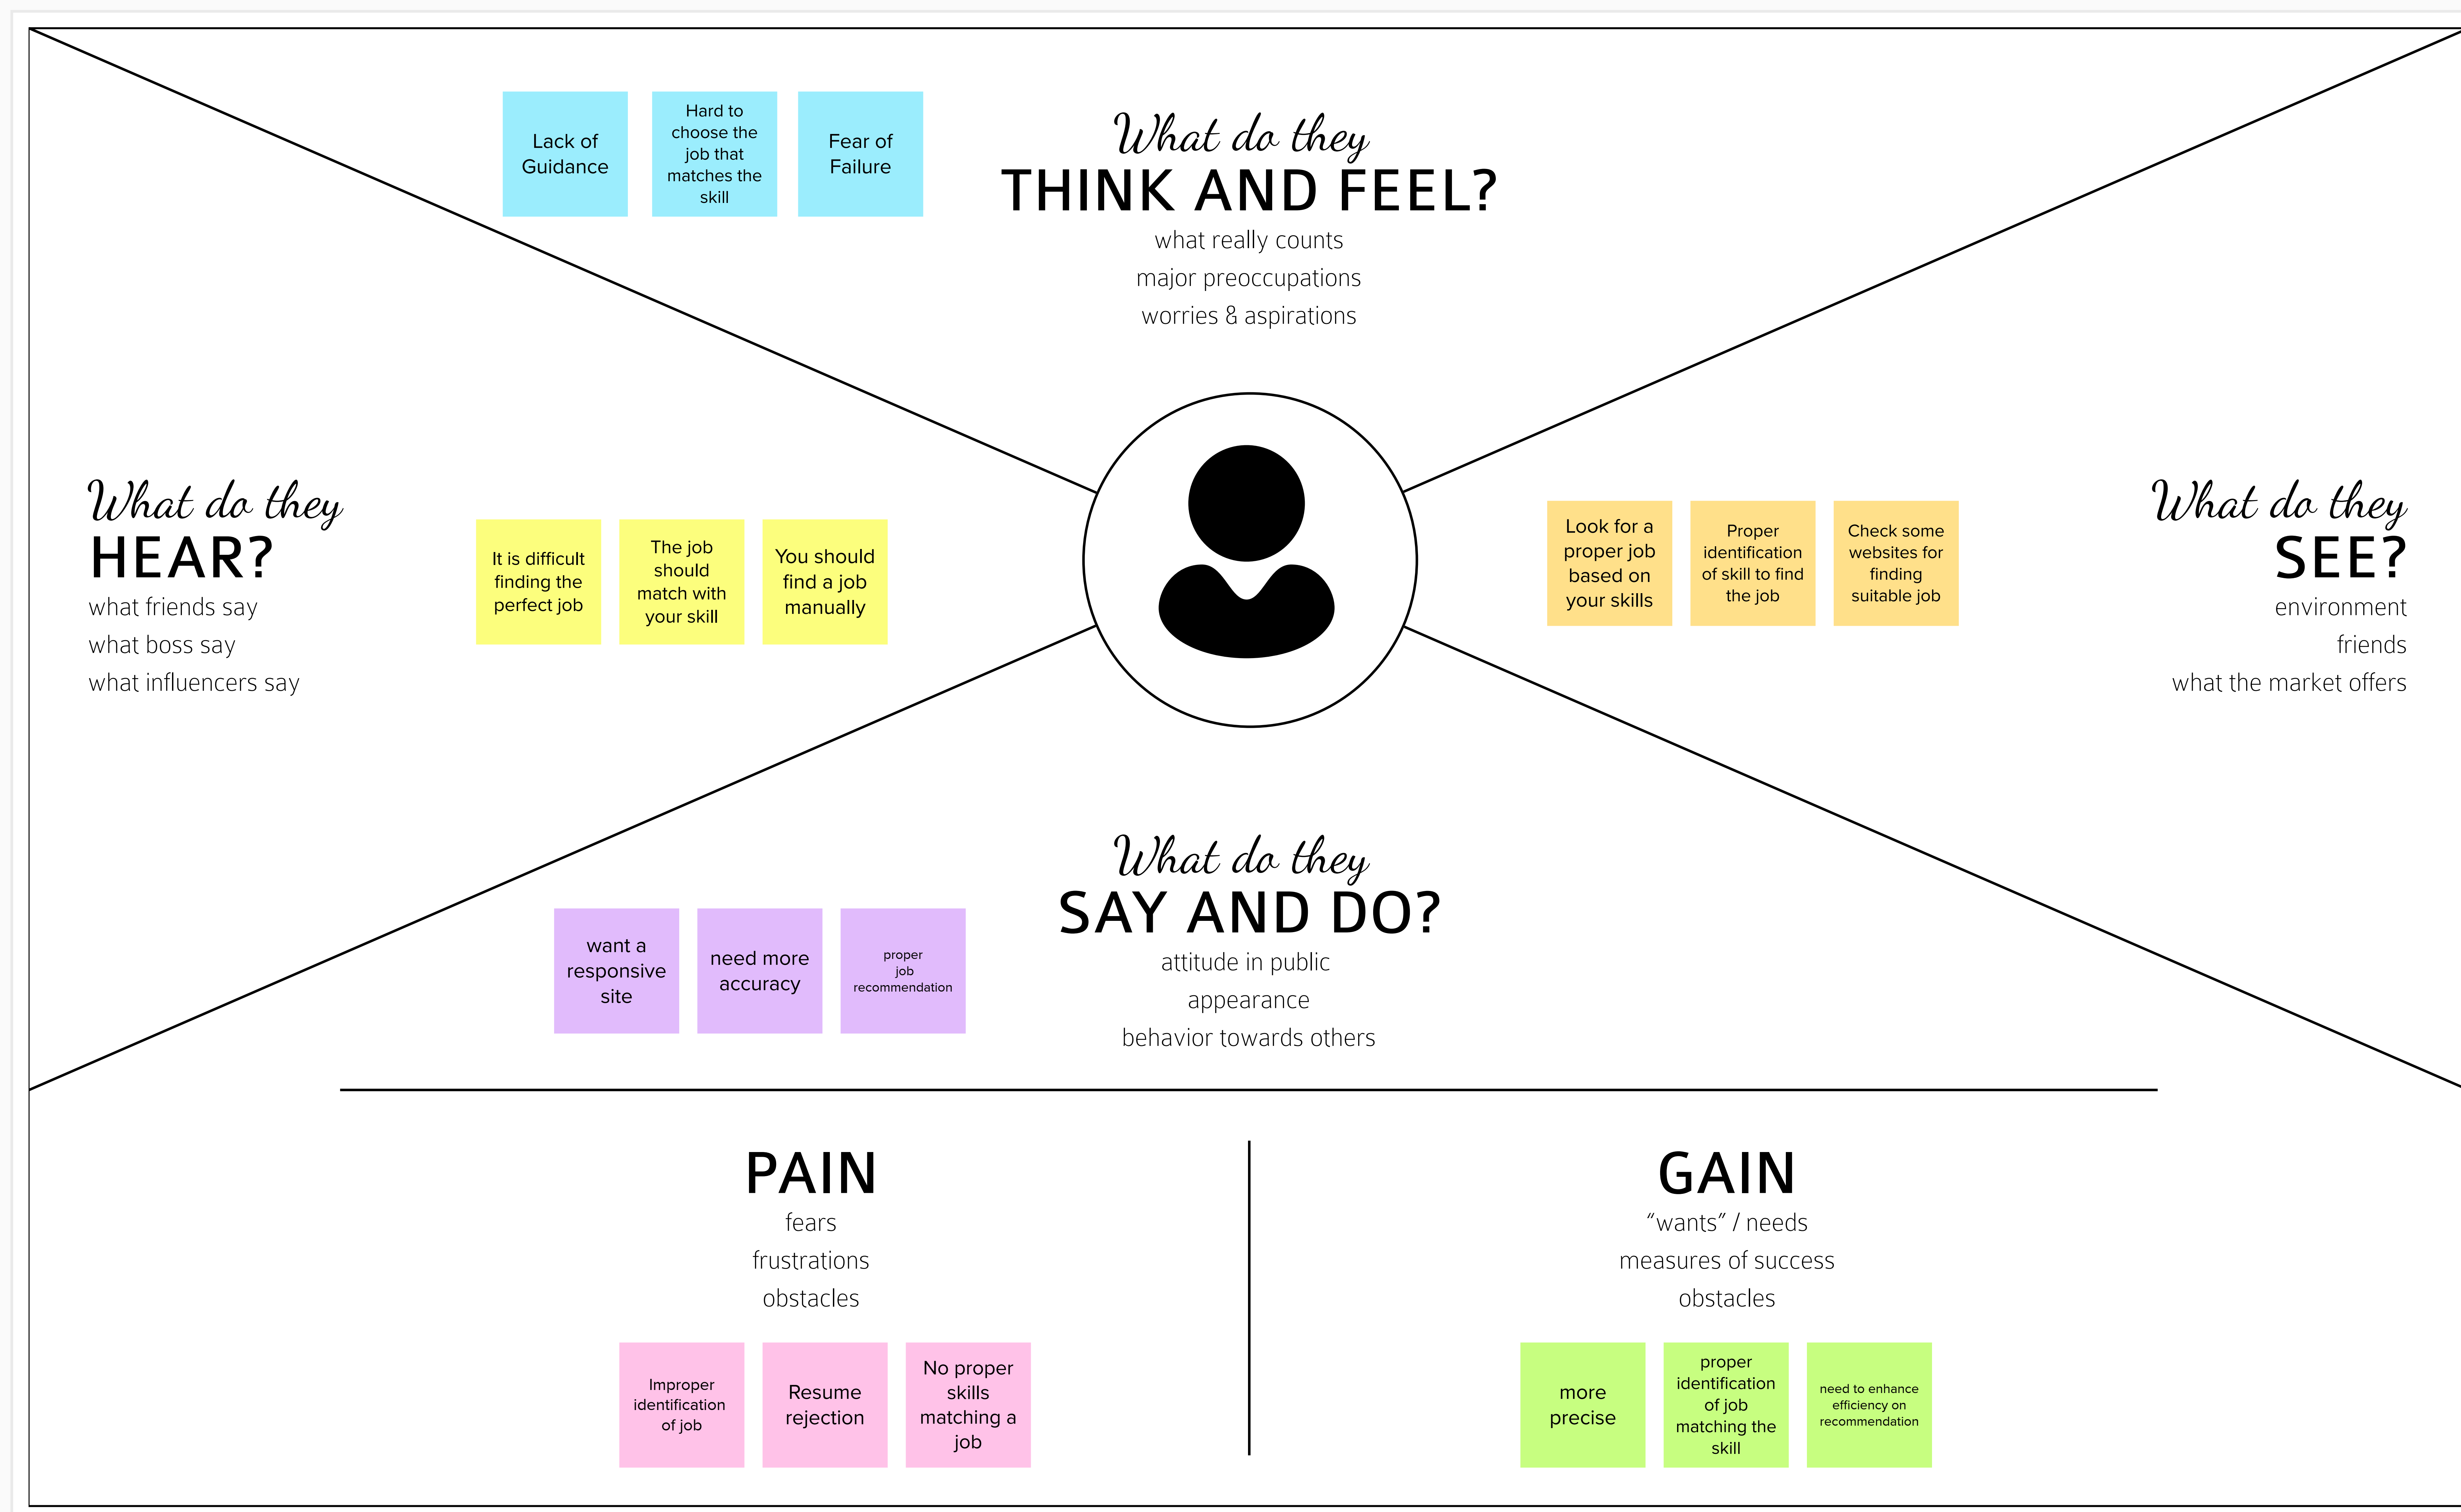 Lack of
Guidance
Hard to
choose the
job that
matches the
skill
Fear of
Failure
What do they
THINK AND FEEL?
what really counts
major preoccupations
worries & aspirations
What do they
HEAR?
what friends say
what boss say
what influencers say
It is difficult
finding the
perfect job
The job
should
match with
your skill
You should
find a job
manually
Look for a
proper job
based on
your skills
Proper
identification
of skill to find
the job
Check some
websites for
finding
suitable job
What do they
SEE?
environment
friends
what the market offers
want a
responsive
site
need more
accuracy
proper
job
recommendation
What do they
SAY AND DO?
attitude in public
appearance
behavior towards others
PAIN
fears
frustrations
obstacles
Improper
identification
of job
Resume
rejection
No proper
skills
matching a
job
GAIN
“wants” / needs
measures of success
obstacles
more
precise
proper
identification
of job
matching the
skill
need to enhance
efficiency on
recommendation